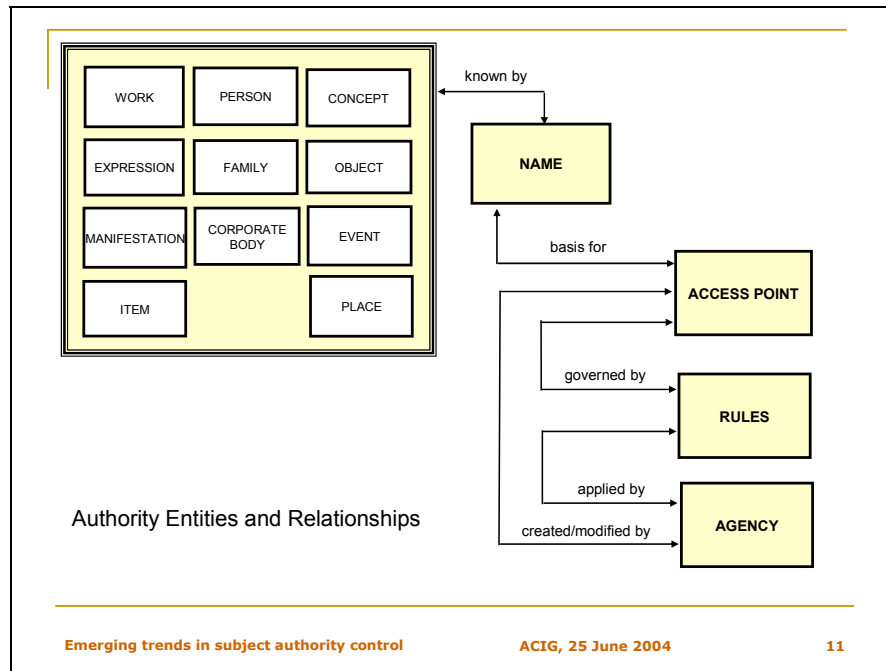 known by
WORK
PERSON
CONCEPT
NAME
EXPRESSION
FAMILY
OBJECT
MANIFESTATION
CORPORATE
BODY
EVENT
basis for
ITEM
PLACE
ACCESS POINT
governed by
RULES
applied by
Authority Entities and Relationships
created/modified by
AGENCY
Emerging trends in subject authority control
ACIG, 25 June 2004
11